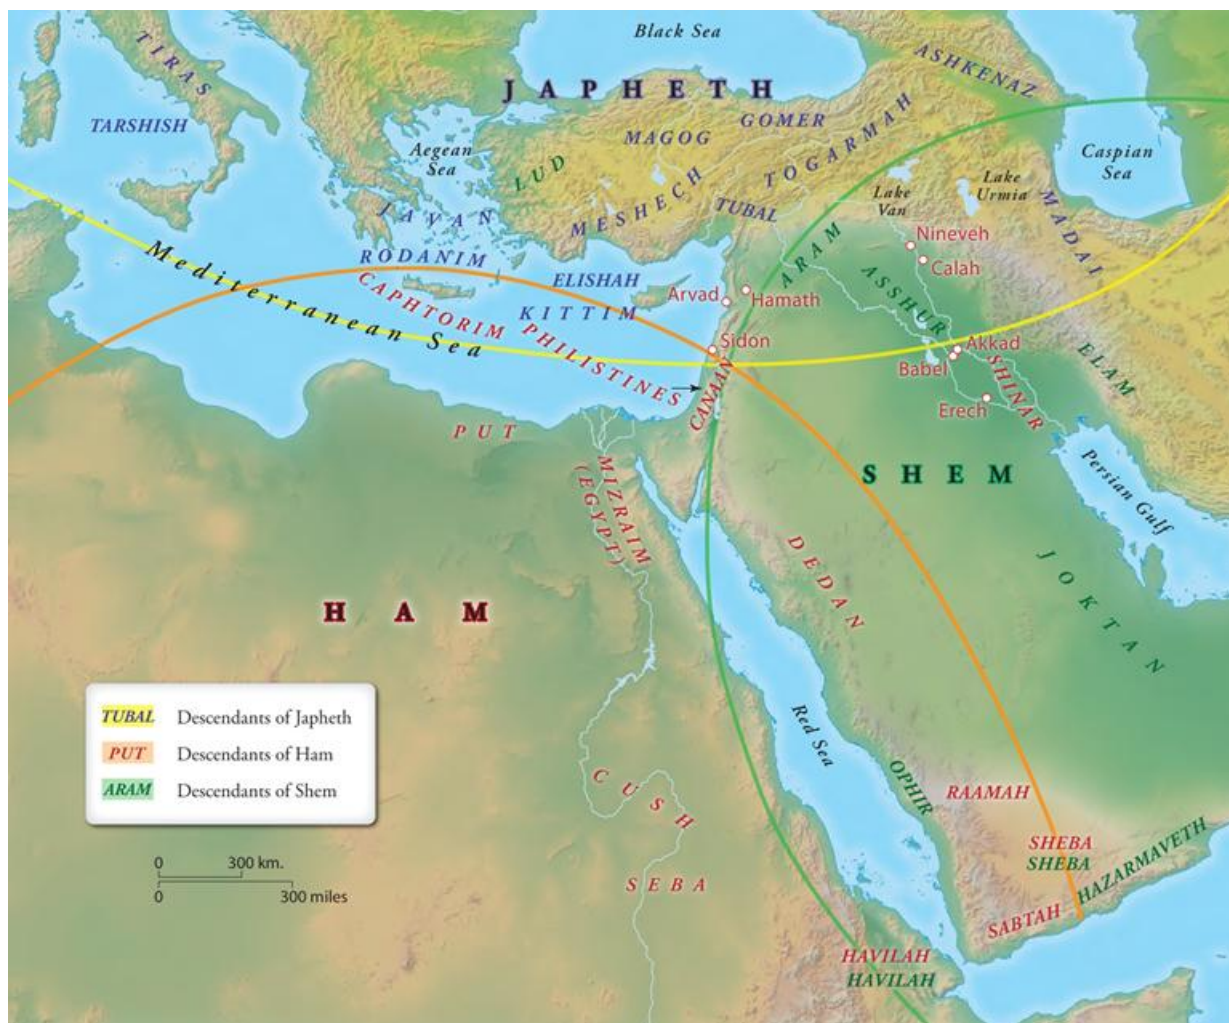 Black Sea
TIRAS
ASHKENAZ
JAPHETH
TARSHISH
GOMER
MAGOG
Aegean
Sea
LUD
TOGARMAH
Caspian
Sea
Lake
Urmia
Lake
Van
MESHECH
TUBAL
JAVAN
MADAI
Nineveh
ARAM
Calah
RODANIM
Mediterranean Sea
CAPHTORIM
ELISHAH
KITTIM
Arvad
Hamath
ASSHUR
PHILISTINES
Sidon
Akkad
Babel
SHINAR
ELAM
CANAAN
Erech
PUT
MIZRAIM
(EGYPT)
SHEM
Persian Gulf
DEDAN
JOKTAN
HAM
TUBAL Descendants of Japheth
PUT Descendants of Ham
ARAM Descendants of Shem
Red Sea
CUSH
OPHIR
RAAMAH
SHEBA
SHEBA
HAZARMAVETH
SEBA
SABTAH
HAVILAH
HAVILAH
0 300 km.
0 300 miles